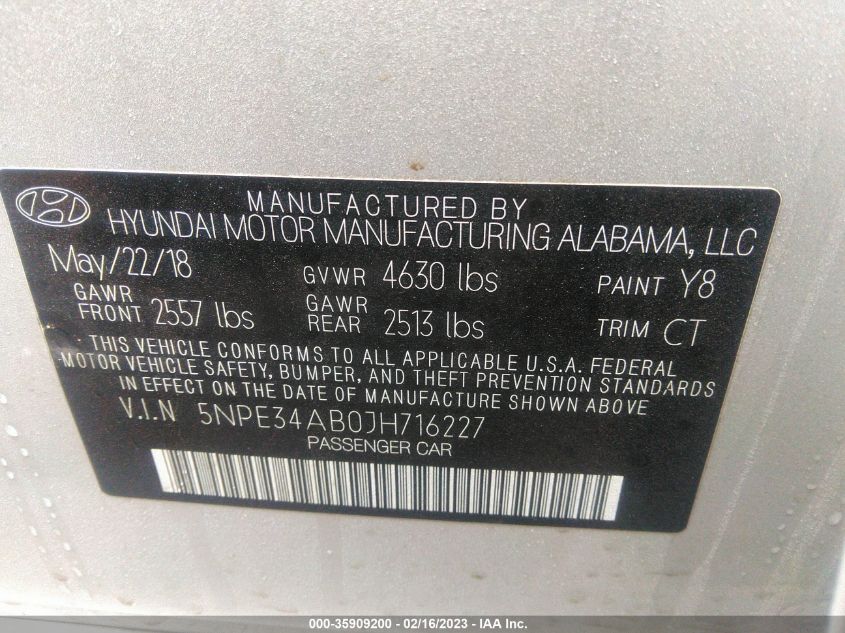 MANUFACTURED BY
HYUNDAI MOTOR MANUFACTURING ALABAMA, LLC
May/22/18 GVWR 4630 lbs PAINT Y8
GAWR FRONT 2557 lbs GAWR REAR 2513 lbs TRIM CT
THIS VEHICLE CONFORMS TO ALL APPLICABLE U.S.A. FEDERAL
MOTOR VEHICLE SAFETY, BUMPER, AND THEFT PREVENTION STANDARDS
IN EFFECT ON THE DATE OF MANUFACTURE SHOWN ABOVE
V.I.N 5NPE34AB0JH716227
PASSENGER CAR
000-35909200 - 02/16/2023 - IAA Inc.